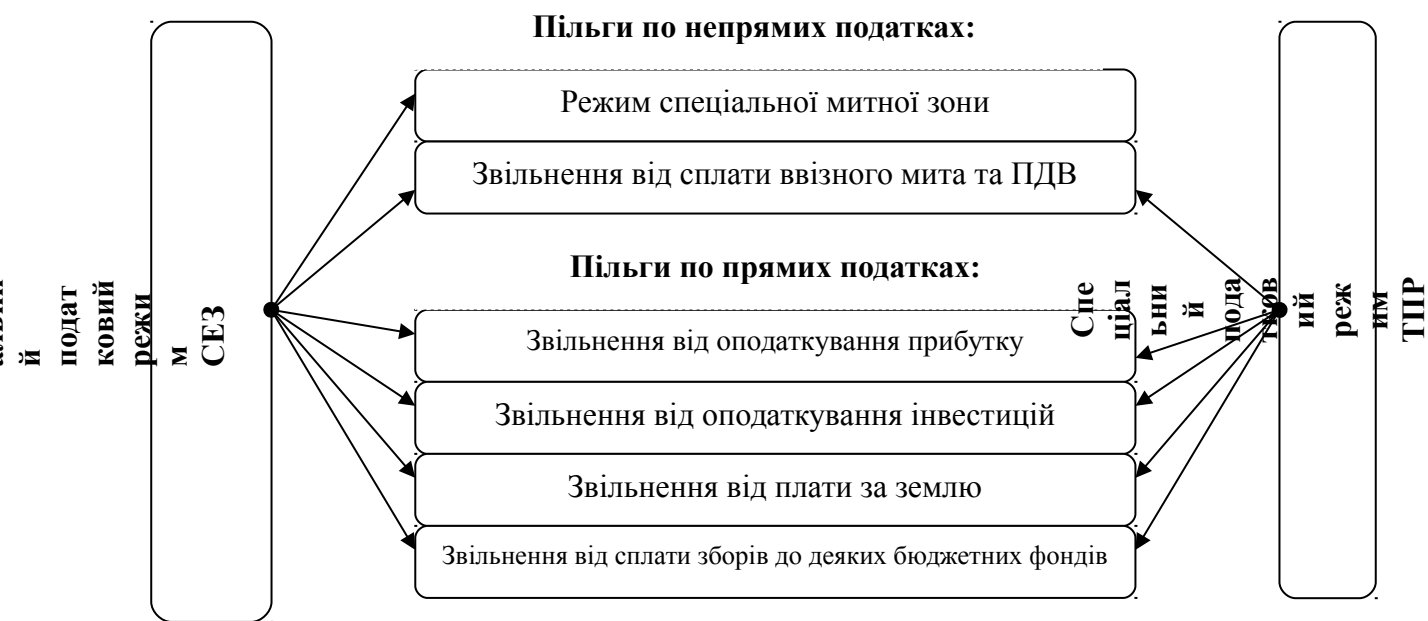 Пільги по непрямих податках:
Режим спеціальної митної зони
Звільнення від сплати ввізного мита та ПДВ
Пільги по прямих податках:
Звільнення від оподаткування прибутку
Звільнення від оподаткування інвестицій
Звільнення від плати за землю
Звільнення від сплати зборів до деяких бюджетних фондів
й
подат
ковий
режи
м
СЕЗ
Спе
ціал
ьни
й
пода
тков
ий
реж
им
ТПР